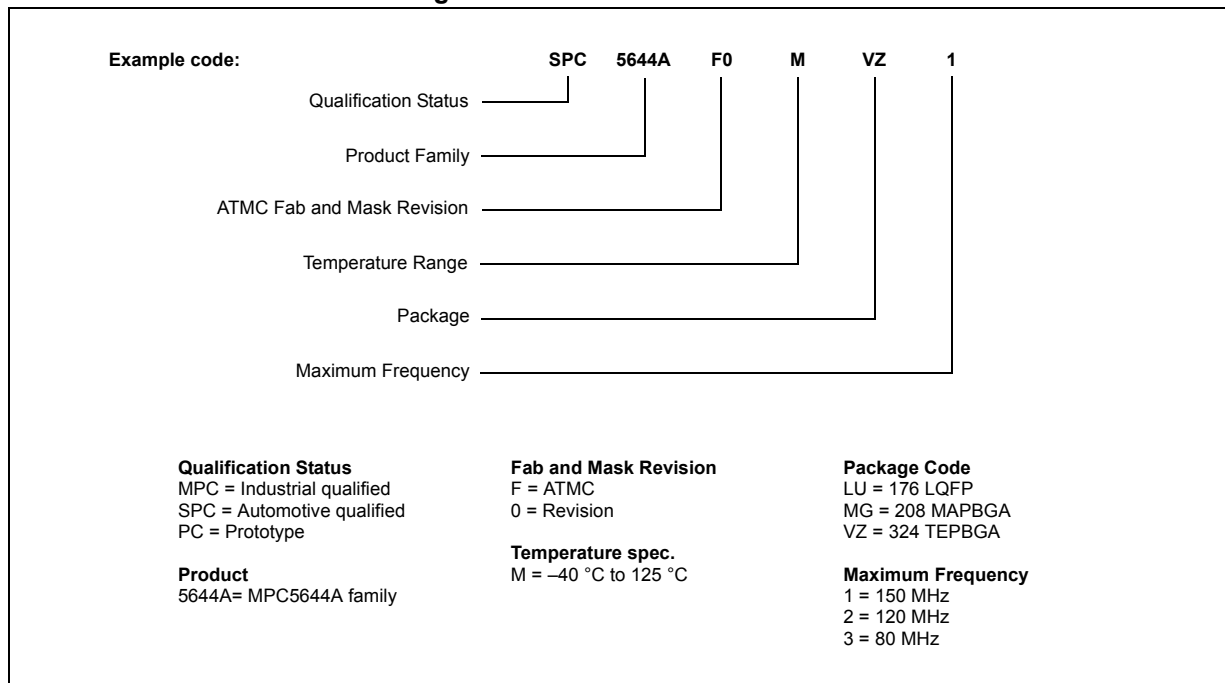 Example code: SPC 5644A F0 M VZ 1
Qualification Status
Product Family
ATMC Fab and Mask Revision
Temperature Range
Package
Maximum Frequency
Qualification Status
MPC = Industrial qualified
SPC = Automotive qualified
PC = Prototype
Product
5644A= MPC5644A family
Fab and Mask Revision
F = ATMC
0 = Revision
Temperature spec.
M = –40 °C to 125 °C
Package Code
LU = 176 LQFP
MG = 208 MAPBGA
VZ = 324 TEPBGA
Maximum Frequency
1 = 150 MHz
2 = 120 MHz
3 = 80 MHz